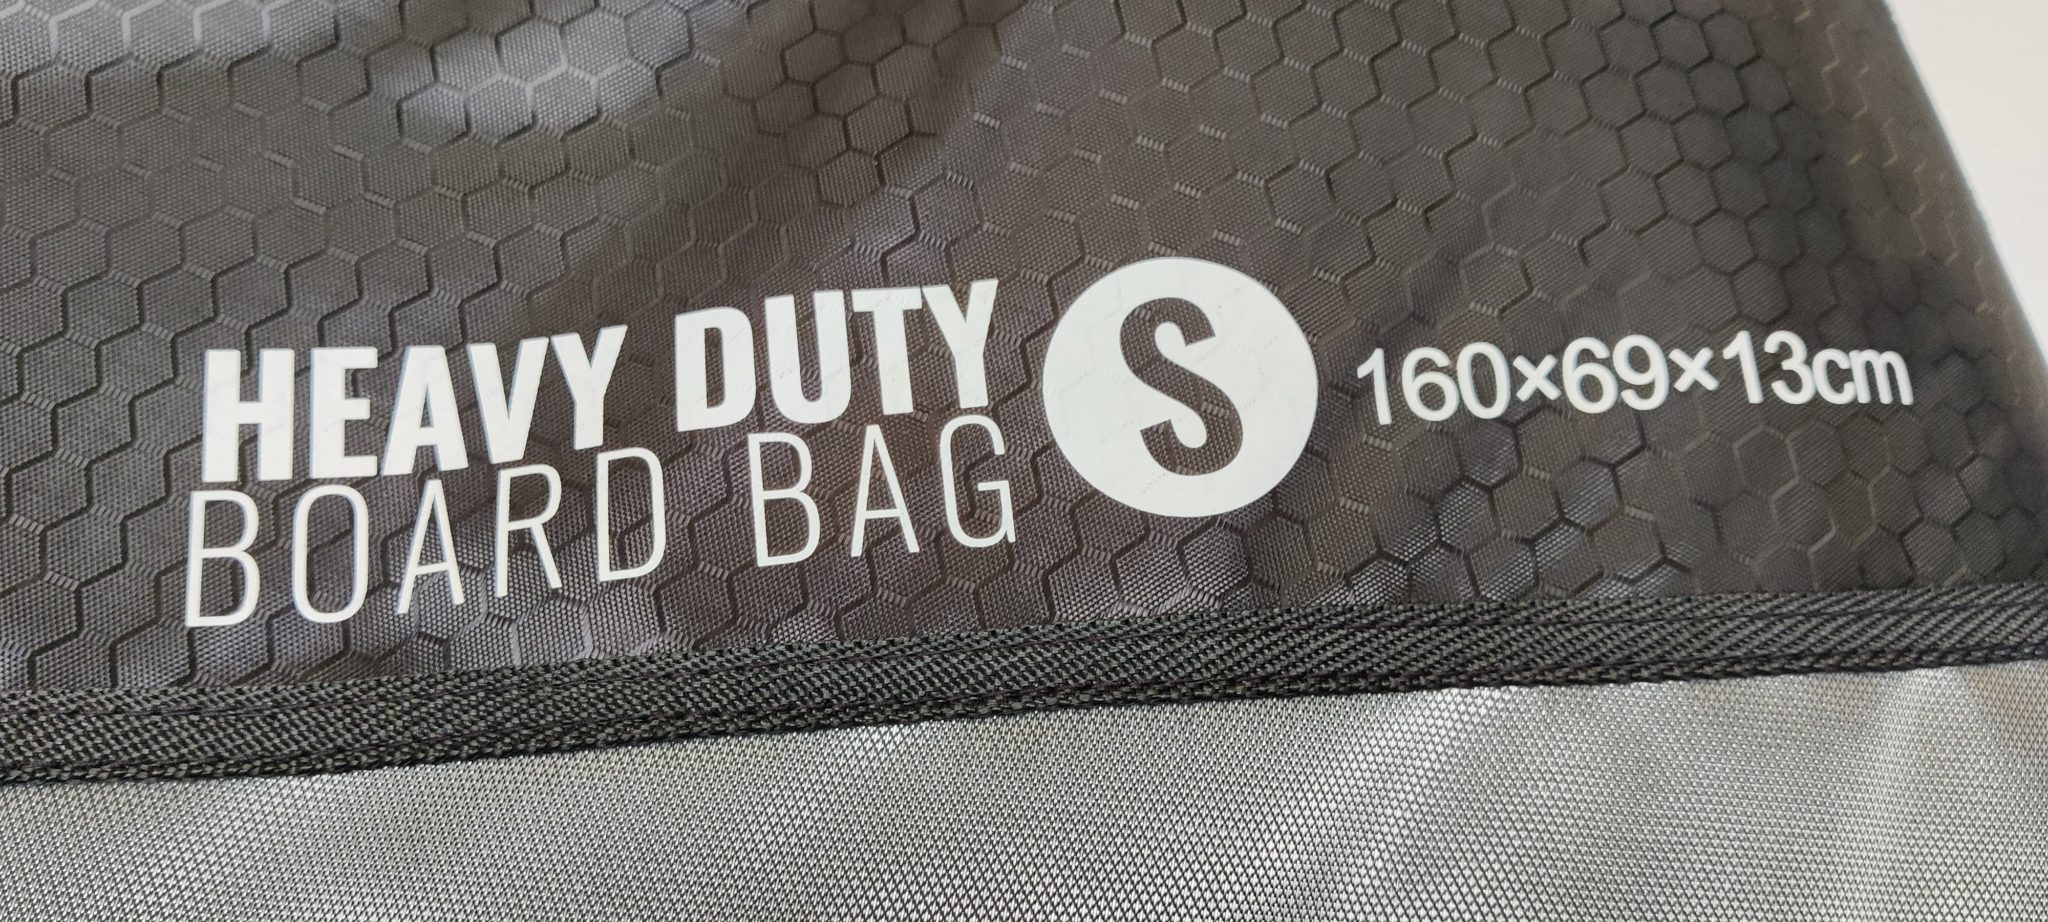 HEAVY DUTY
BOARD BAG
S
160×69×13cm